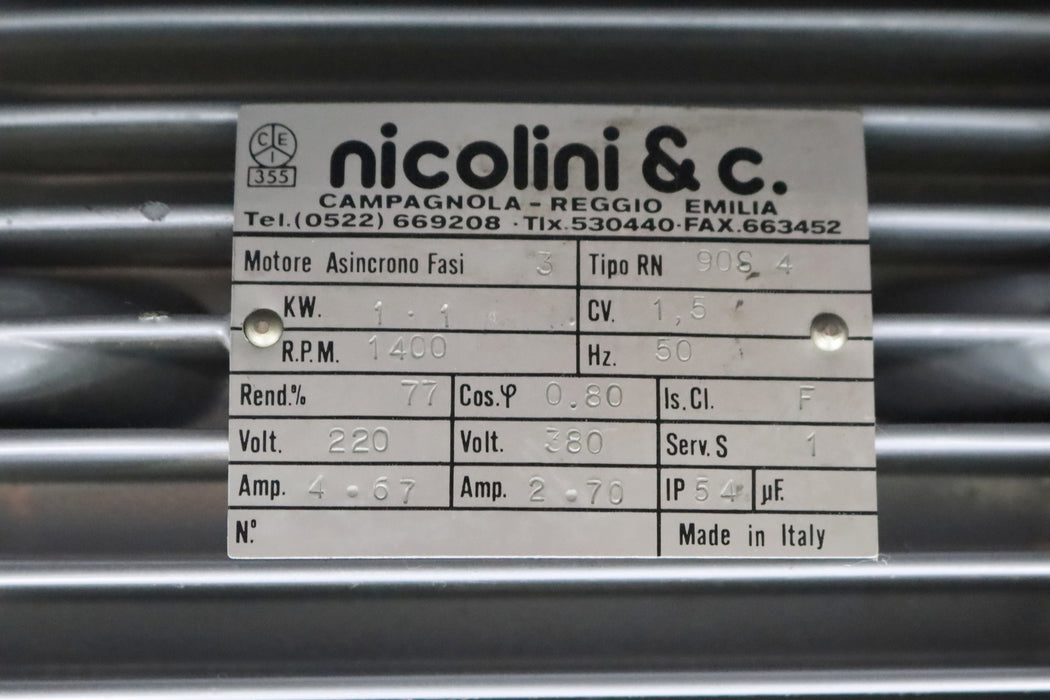 CEI
355
nicolini & c.
CAMPAGNOLA - REGGIO EMILIA
Tel.(0522) 669208 · Tlx.530440·FAX.663452
Motore Asincrono Fasi 3 Tipo RN 90S 4
KW. 1.1 CV. 1,5
R.P.M. 1400 Hz. 50
Rend.% 77 Cos.φ 0.80 Is.Cl. F
Volt. 220 Volt. 380 Serv.S 1
Amp. 4.67 Amp. 2.70 IP 54 µF.
N.º Made in Italy